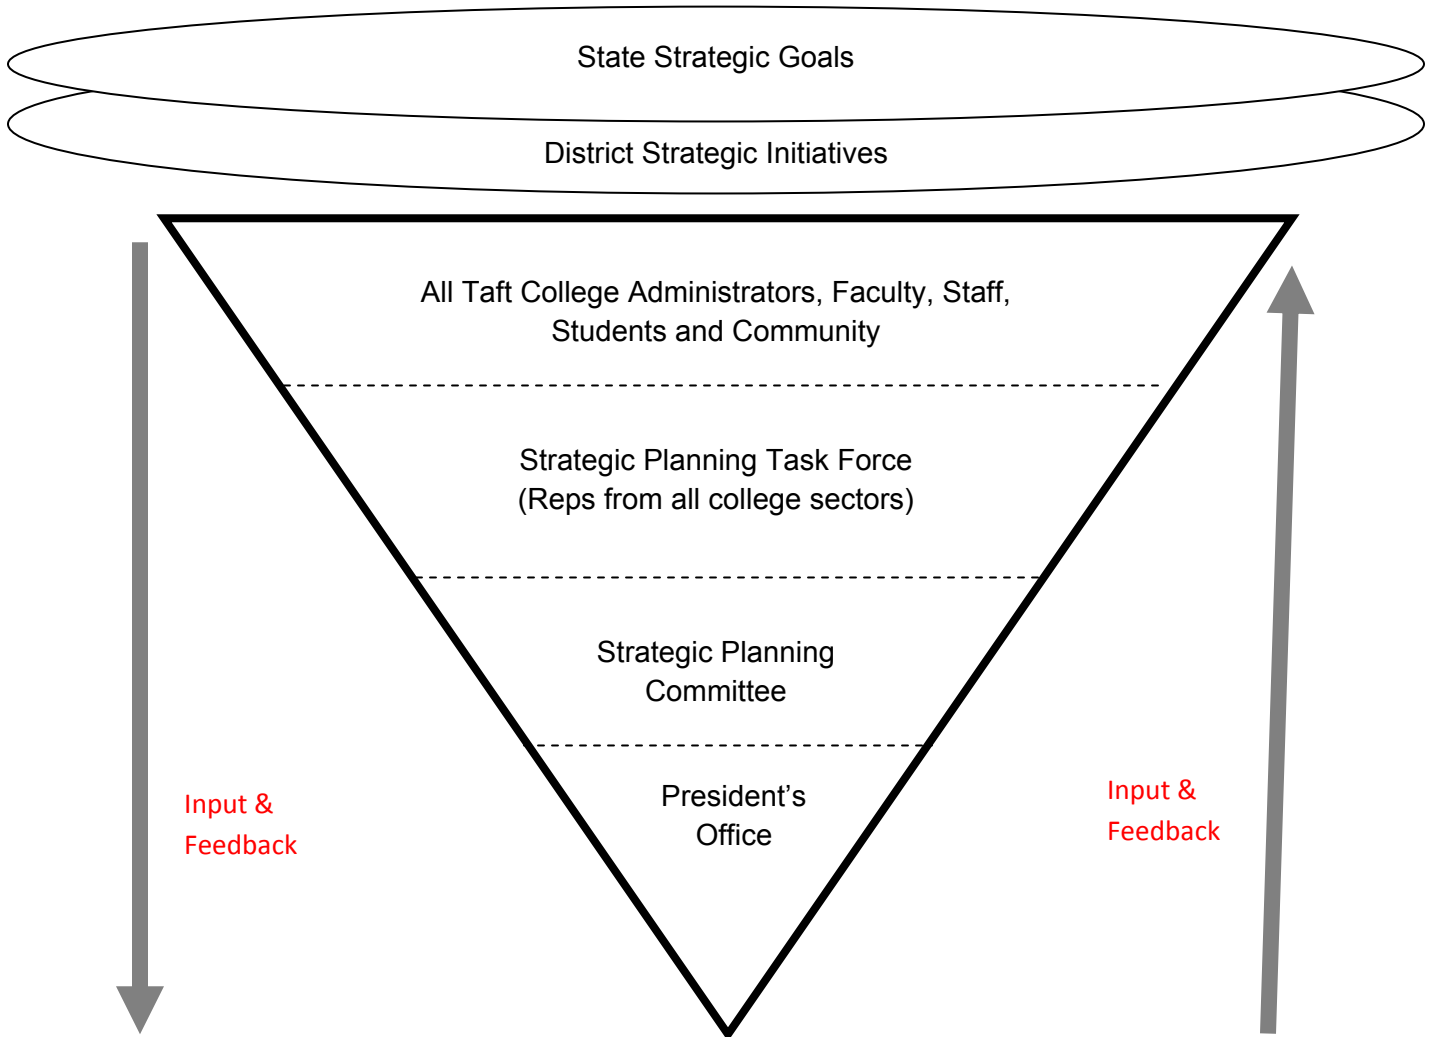 State Strategic Goals
District Strategic Initiatives
All Taft College Administrators, Faculty, Staff,
Students and Community
Strategic Planning Task Force
(Reps from all college sectors)
Strategic Planning
Committee
President’s
Office
Input &
Feedback
Input &
Feedback